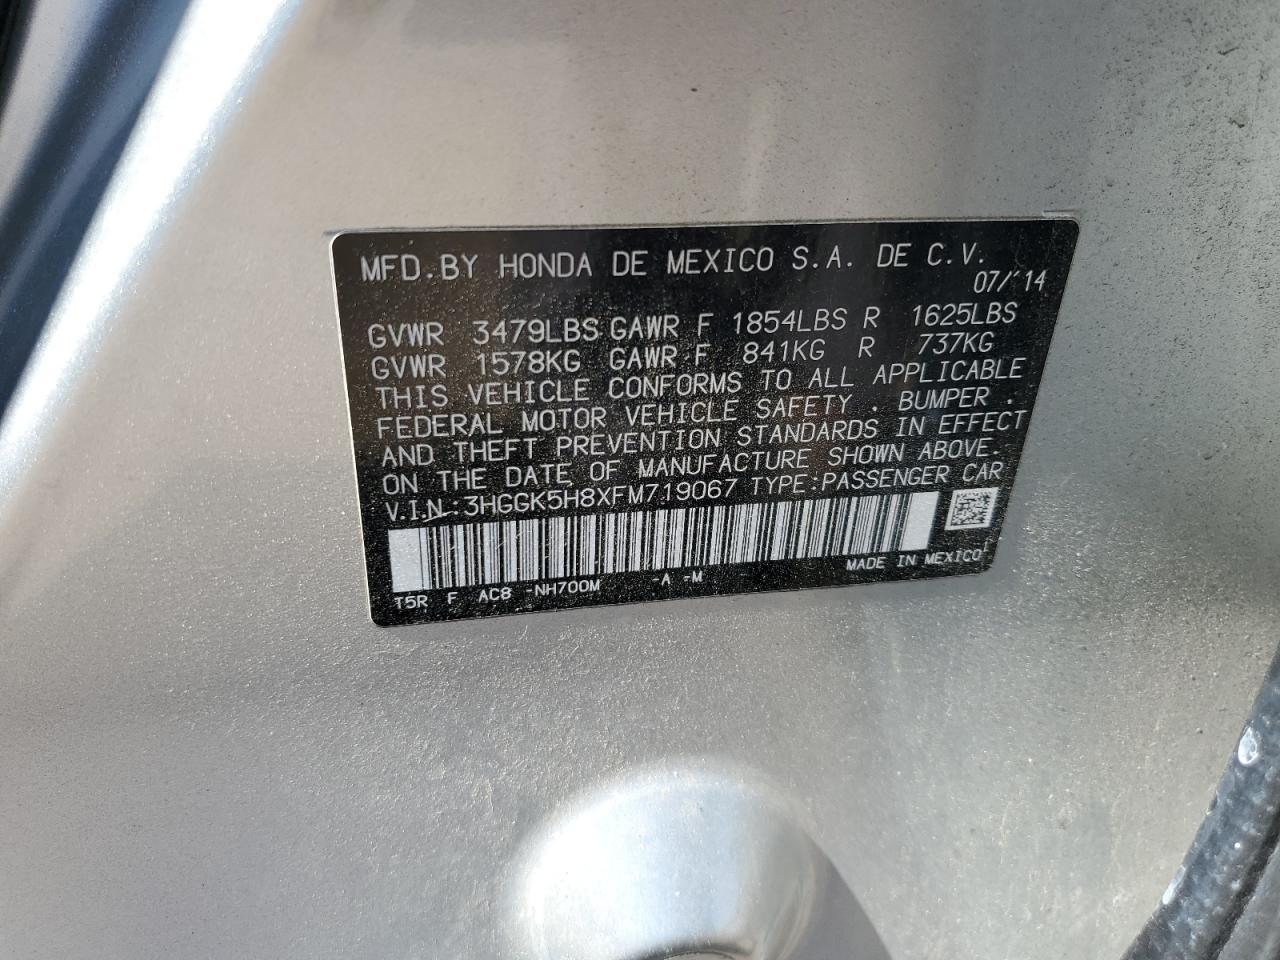 MFD.BY HONDA DE MEXICO S.A. DE C.V.
07/'14
GVWR 3479LBS GAWR F 1854LBS R 1625LBS
GVWR 1578KG GAWR F 841KG R 737KG
THIS VEHICLE CONFORMS TO ALL APPLICABLE
FEDERAL MOTOR VEHICLE SAFETY , BUMPER ,
AND THEFT PREVENTION STANDARDS IN EFFECT
ON THE DATE OF MANUFACTURE SHOWN ABOVE.
V.I.N.:3HGGK5H8XFM719067 TYPE:PASSENGER CAR
MADE IN MEXICO
T5R F AC8 -NH700M -A -M -